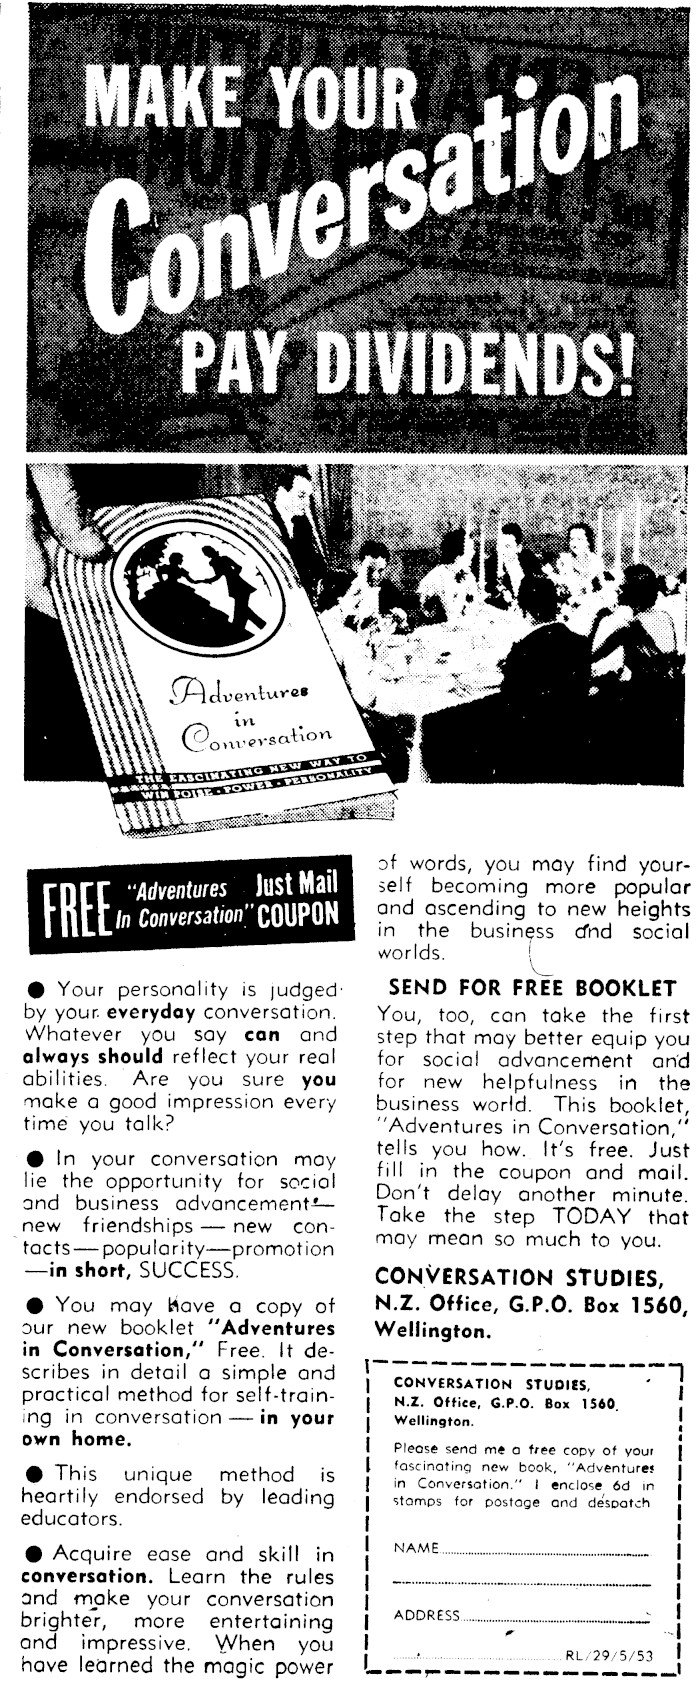 MAKE YOUR
Conversation
PAY DIVIDENDS!
Adventures
in
Conversation
THE FASCINATING NEW WAY TO
WIN POISE · POWER · PERSONALITY
FREE "Adventures In Conversation" Just Mail COUPON
● Your personality is judged
by your everyday conversation.
Whatever you say can and
always should reflect your real
abilities. Are you sure you
make a good impression every
time you talk?
● In your conversation may
lie the opportunity for social
and business advancement—
new friendships — new con-
tacts—popularity—promotion
—in short, SUCCESS.
● You may have a copy of
our new booklet "Adventures
in Conversation," Free. It de-
scribes in detail a simple and
practical method for self-train-
ing in conversation — in your
own home.
● This unique method is
heartily endorsed by leading
educators.
● Acquire ease and skill in
conversation. Learn the rules
and make your conversation
brighter, more entertaining
and impressive. When you
have learned the magic power
of words, you may find your-
self becoming more popular
and ascending to new heights
in the business and social
worlds.
SEND FOR FREE BOOKLET
You, too, can take the first
step that may better equip you
for social advancement and
for new helpfulness in the
business world. This booklet,
"Adventures in Conversation,"
tells you how. It's free. Just
fill in the coupon and mail.
Don't delay another minute.
Take the step TODAY that
may mean so much to you.
CONVERSATION STUDIES,
N.Z. Office, G.P.O. Box 1560,
Wellington.
CONVERSATION STUDIES,
N.Z. Office, G.P.O. Box 1560,
Wellington.
Please send me a free copy of your
fascinating new book, "Adventures
in Conversation." I enclose 6d in
stamps for postage and despatch
NAME
ADDRESS
RL/29/5/53